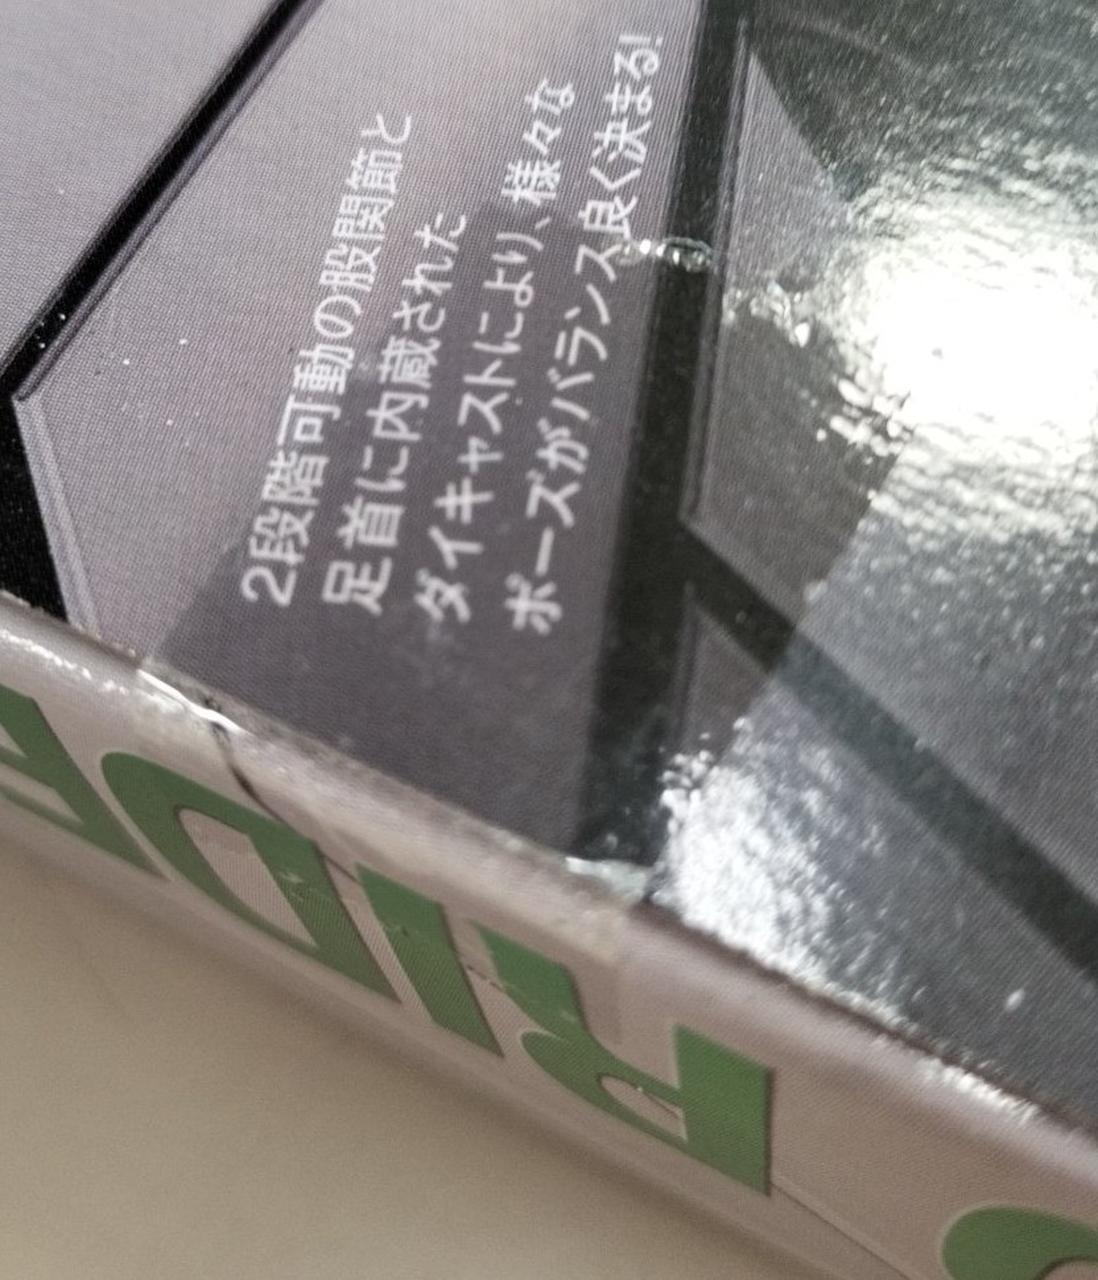 2段階可動の股関節と
足首に内蔵された
ダイキャストにより、様々な
ポーズがバランス良く決まる!
RIDE